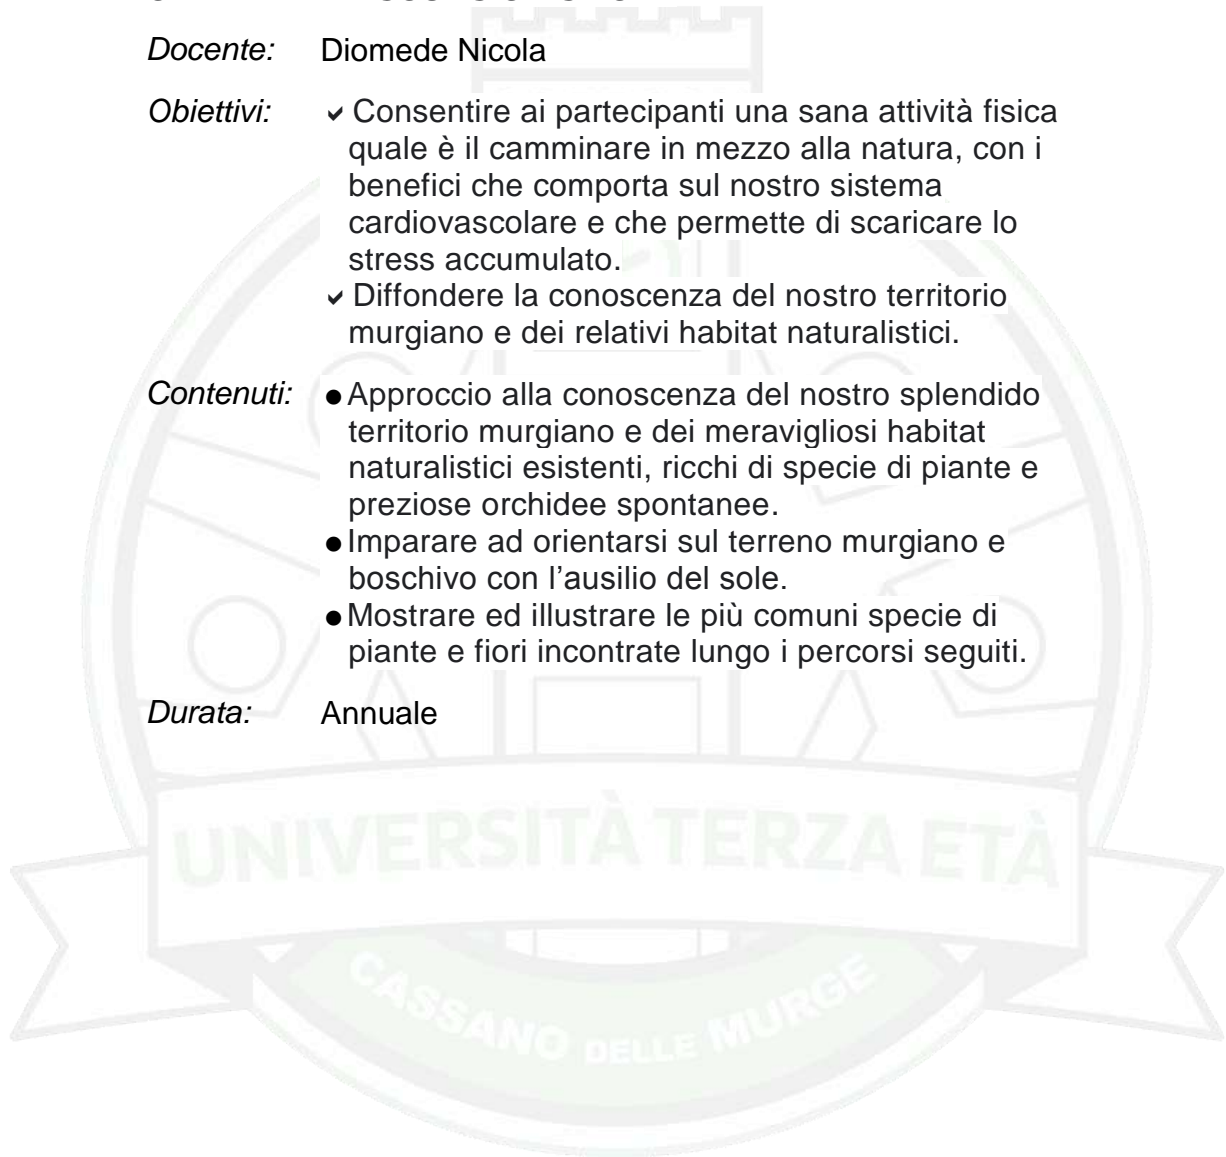 Docente: Diomede Nicola
Obiettivi: ✓ Consentire ai partecipanti una sana attività fisica
quale è il camminare in mezzo alla natura, con i
benefici che comporta sul nostro sistema
cardiovascolare e che permette di scaricare lo
stress accumulato.
✓ Diffondere la conoscenza del nostro territorio
murgiano e dei relativi habitat naturalistici.
Contenuti: ● Approccio alla conoscenza del nostro splendido
territorio murgiano e dei meravigliosi habitat
naturalistici esistenti, ricchi di specie di piante e
preziose orchidee spontanee.
● Imparare ad orientarsi sul terreno murgiano e
boschivo con l’ausilio del sole.
● Mostrare ed illustrare le più comuni specie di
piante e fiori incontrate lungo i percorsi seguiti.
Durata: Annuale
UNIVERSITÀ TERZA ETÀ
CASSANO DELLE MURGE